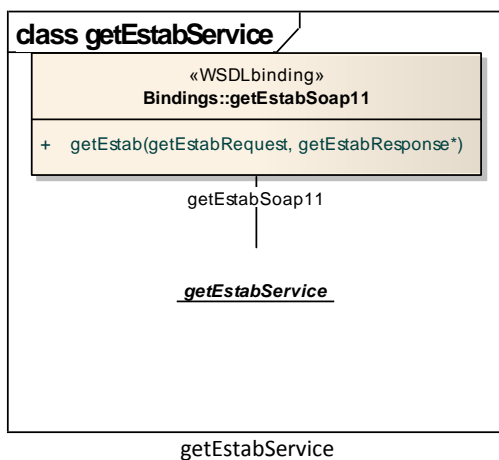 class getEstabService
«WSDLbinding»
Bindings::getEstabSoap11
+ getEstab(getEstabRequest, getEstabResponse*)
getEstabSoap11
getEstabService
getEstabService